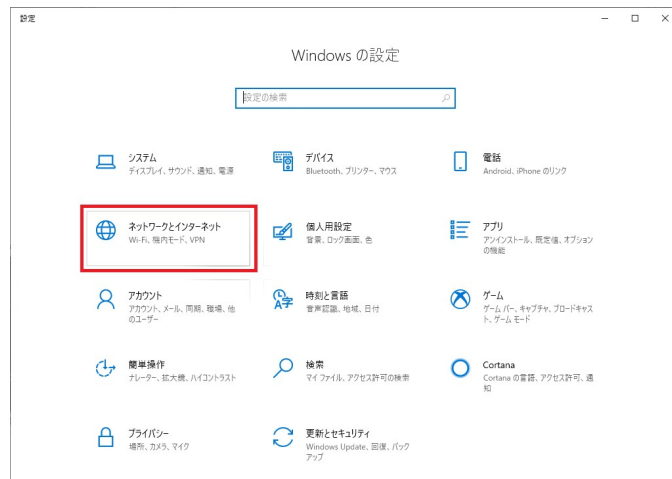 設定
Windows の設定
設定の検索
システム
ディスプレイ、サウンド、通知、電源
デバイス
Bluetooth、プリンター、マウス
電話
Android、iPhone のリンク
ネットワークとインターネット
Wi-Fi、機内モード、VPN
個人用設定
背景、ロック画面、色
アプリ
アンインストール、既定値、オプション
の機能
アカウント
アカウント、メール、同期、職場、他
のユーザー
時刻と言語
音声認識、地域、日付
ゲーム
ゲーム バー、キャプチャ、ブロードキャス
ト、ゲーム モード
簡単操作
ナレーター、拡大鏡、ハイコントラスト
検索
マイ ファイル、アクセス許可の検索
Cortana
Cortana の言語、アクセス許可、通
知
プライバシー
場所、カメラ、マイク
更新とセキュリティ
Windows Update、回復、バック
アップ